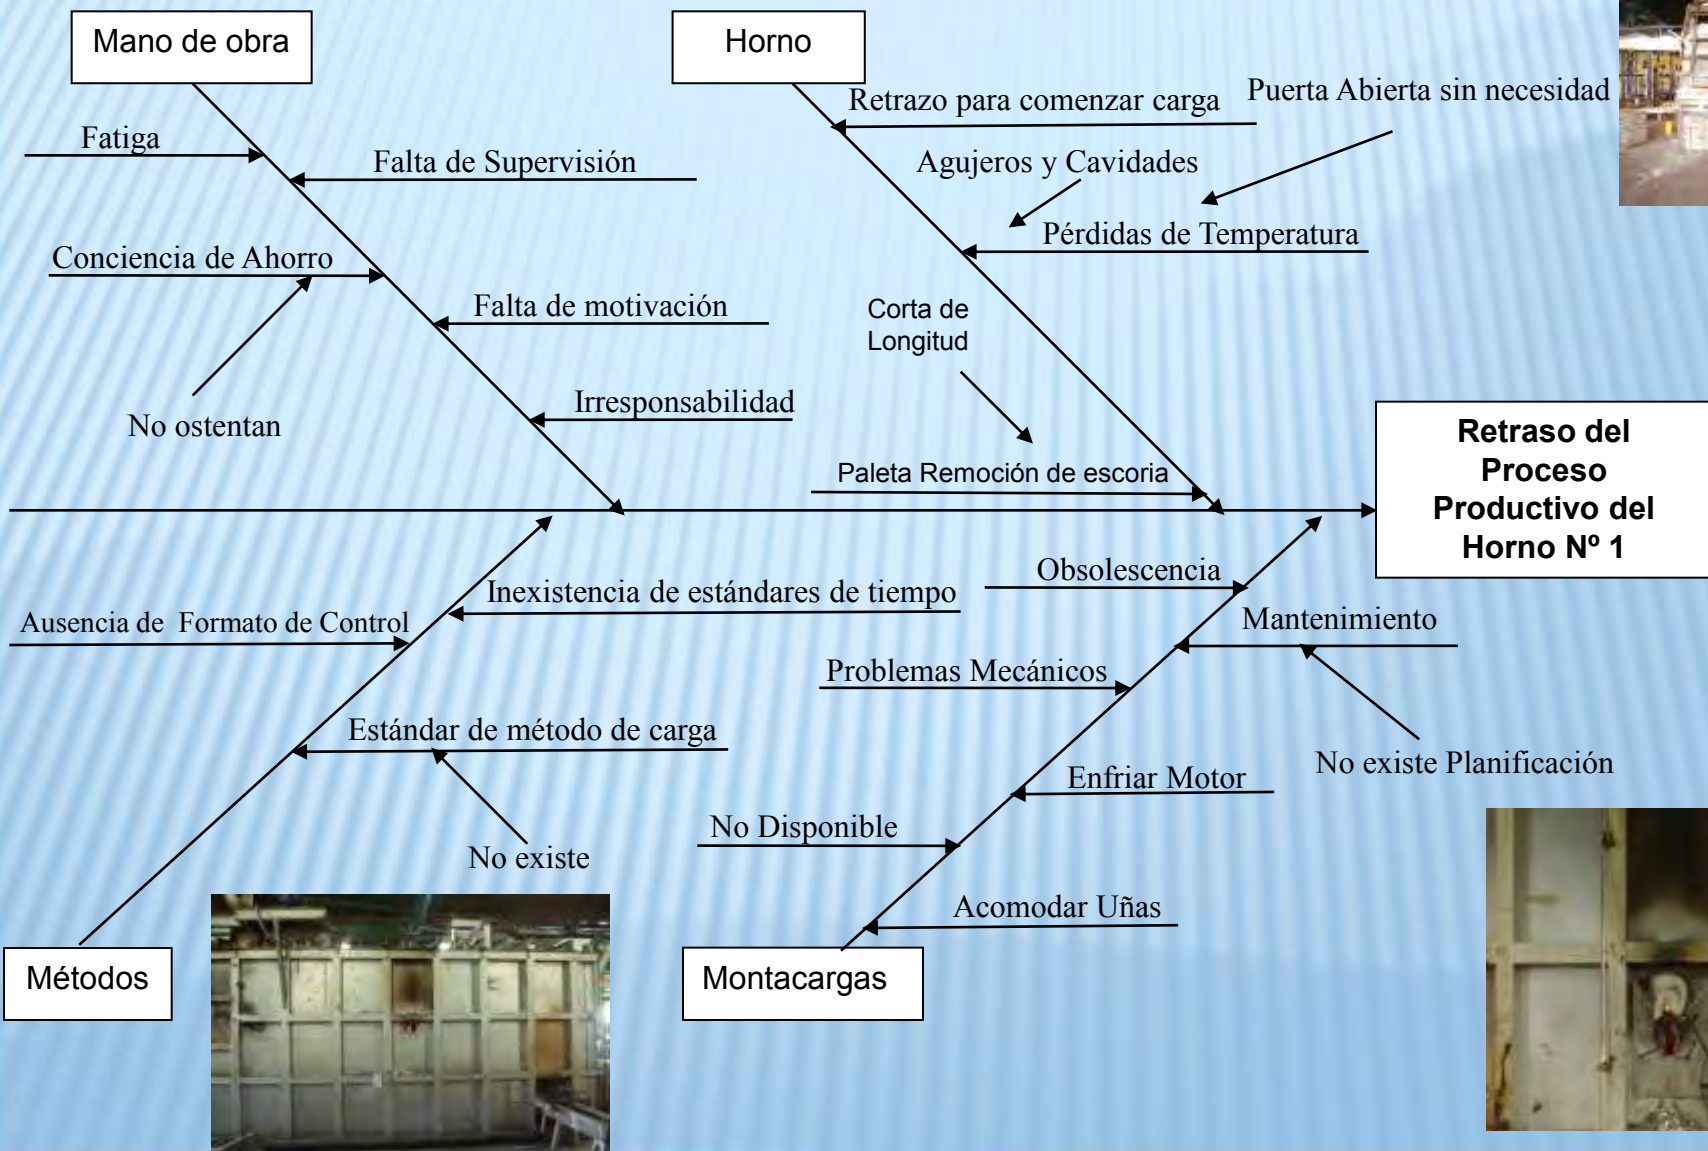 Mano de obra
Horno
Retrazo para comenzar carga
Puerta Abierta sin necesidad
Fatiga
Falta de Supervisión
Agujeros y Cavidades
Conciencia de Ahorro
Pérdidas de Temperatura
Falta de motivación
Corta de
Longitud
No ostentan
Irresponsabilidad
Paleta Remoción de escoria
Retraso del
Proceso
Productivo del
Horno Nº 1
Inexistencia de estándares de tiempo
Obsolescencia
Ausencia de Formato de Control
Mantenimiento
Problemas Mecánicos
Estándar de método de carga
No existe Planificación
Enfriar Motor
No Disponible
No existe
Acomodar Uñas
Métodos
Montacargas